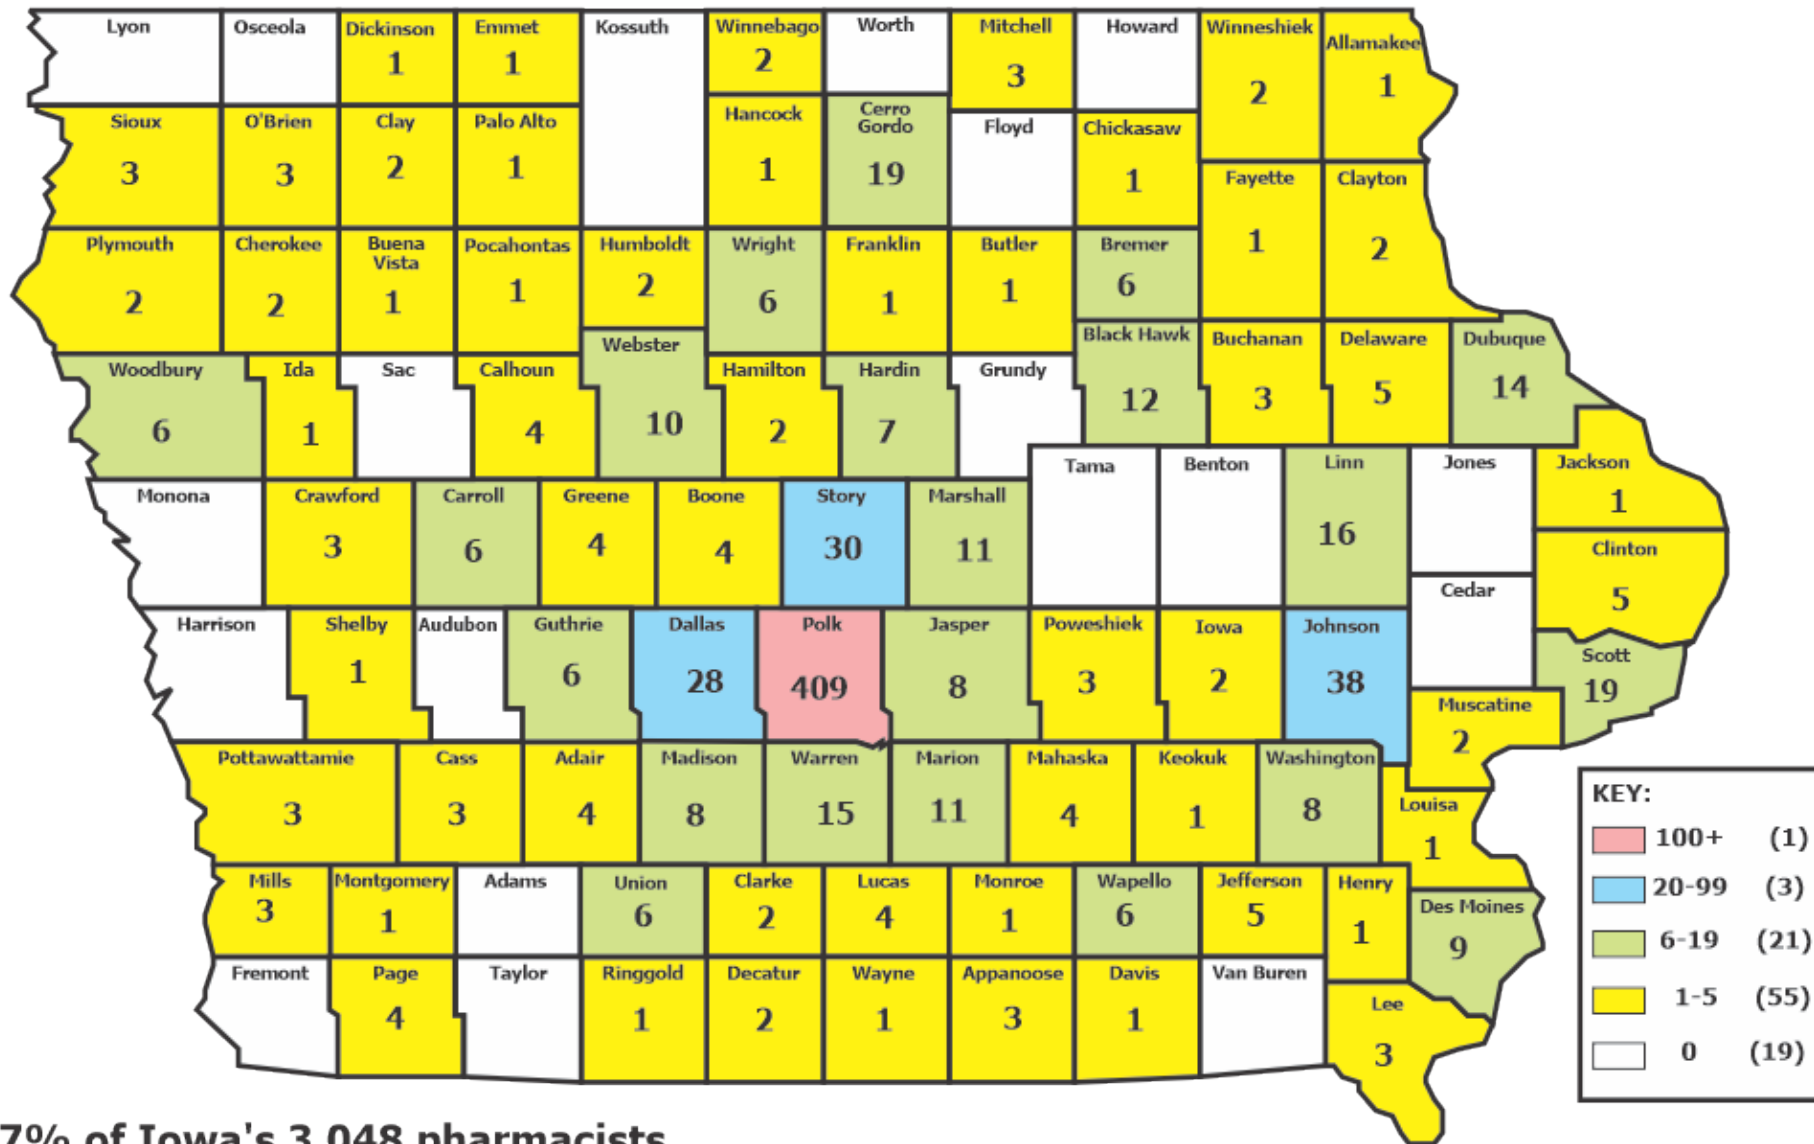 Lyon
Osceola
Dickinson
1
Emmet
1
Kossuth
Winnebago
2
Worth
Mitchell
3
Howard
Winneshiek
2
Allamakee
1
Sioux
3
O'Brien
3
Clay
2
Palo Alto
1
Hancock
1
Cerro
Gordo
19
Floyd
Chickasaw
1
Fayette
1
Clayton
2
Plymouth
2
Cherokee
2
Buena
Vista
1
Pocahontas
1
Humboldt
2
Wright
6
Franklin
1
Butler
1
Bremer
6
Woodbury
6
Ida
1
Sac
Calhoun
4
Webster
10
Hamilton
2
Hardin
7
Grundy
Black Hawk
12
Buchanan
3
Delaware
5
Dubuque
14
Monona
Crawford
3
Carroll
6
Greene
4
Boone
4
Story
30
Marshall
11
Tama
Benton
Linn
16
Jones
Jackson
1
Clinton
5
Cedar
Harrison
Shelby
1
Audubon
Guthrie
6
Dallas
28
Polk
409
Jasper
8
Poweshiek
3
Iowa
2
Johnson
38
Scott
19
Muscatine
2
Pottawattamie
3
Cass
3
Adair
4
Madison
8
Warren
15
Marion
11
Mahaska
4
Keokuk
1
Washington
8
Louisa
1
Mills
3
Montgomery
1
Adams
Union
6
Clarke
2
Lucas
4
Monroe
1
Wapello
6
Jefferson
5
Henry
1
Des Moines
9
Fremont
Page
4
Taylor
Ringgold
1
Decatur
2
Wayne
1
Appanoose
3
Davis
1
Van Buren
Lee
3
KEY:
100+ (1)
20-99 (3)
6-19 (21)
1-5 (55)
0 (19)
7% of Iowa's 3,048 pharmacists